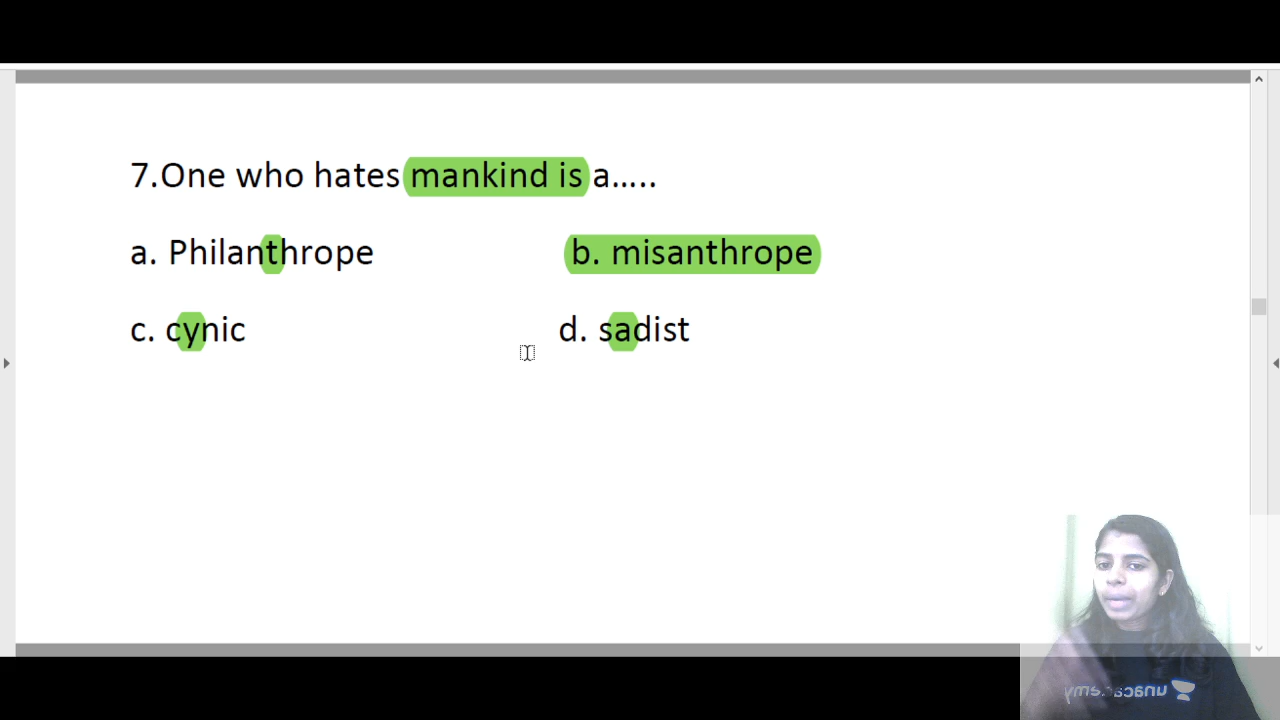 7.One who hates mankind is a.....
a. Philanthrope b. misanthrope
c. cynic d. sadist
unacademy